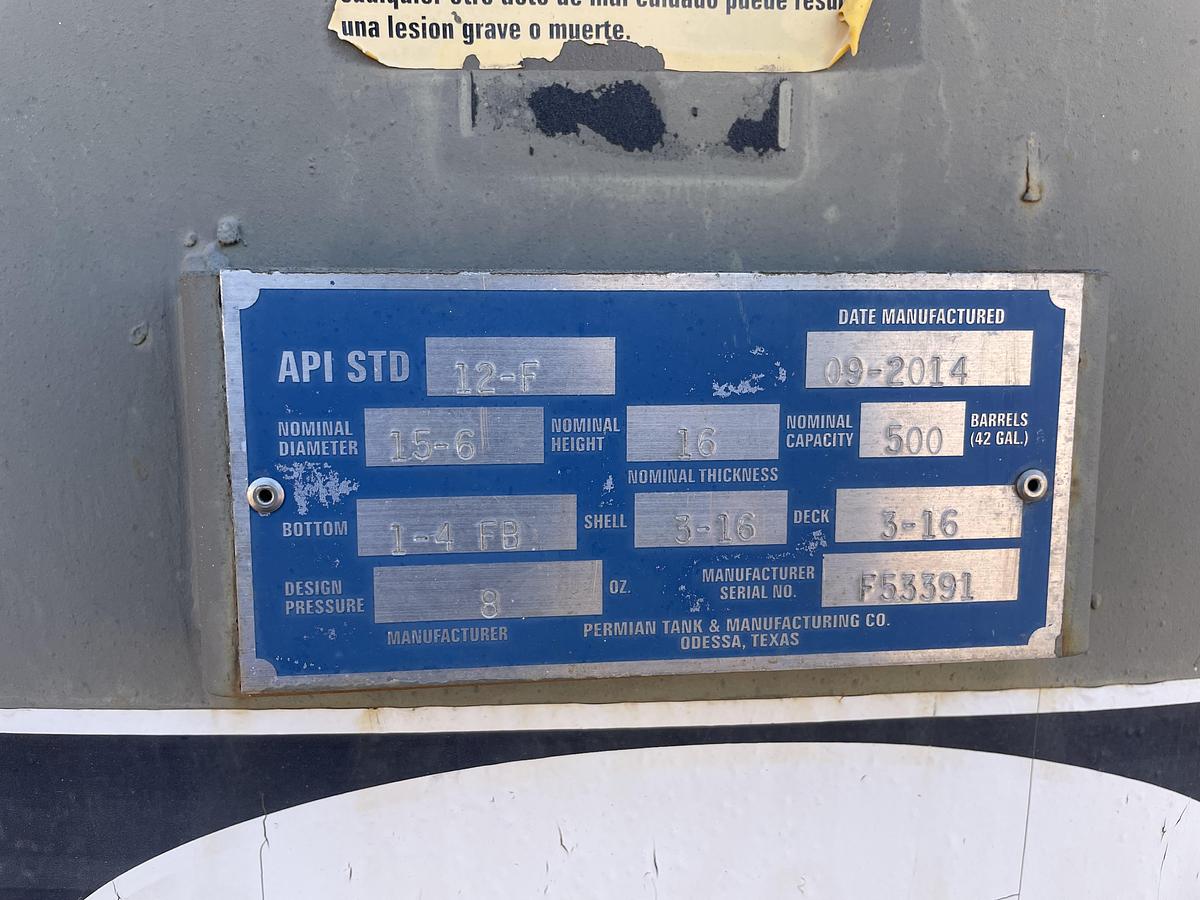 una lesion grave o muerte.
DATE MANUFACTURED
API STD 12-F 09-2014
NOMINAL DIAMETER 15-6 NOMINAL HEIGHT 16 NOMINAL CAPACITY 500 BARRELS (42 GAL.)
NOMINAL THICKNESS
BOTTOM 1-4 FB SHELL 3-16 DECK 3-16
DESIGN PRESSURE 8 OZ. MANUFACTURER SERIAL NO. F53391
MANUFACTURER PERMIAN TANK & MANUFACTURING CO.
ODESSA, TEXAS